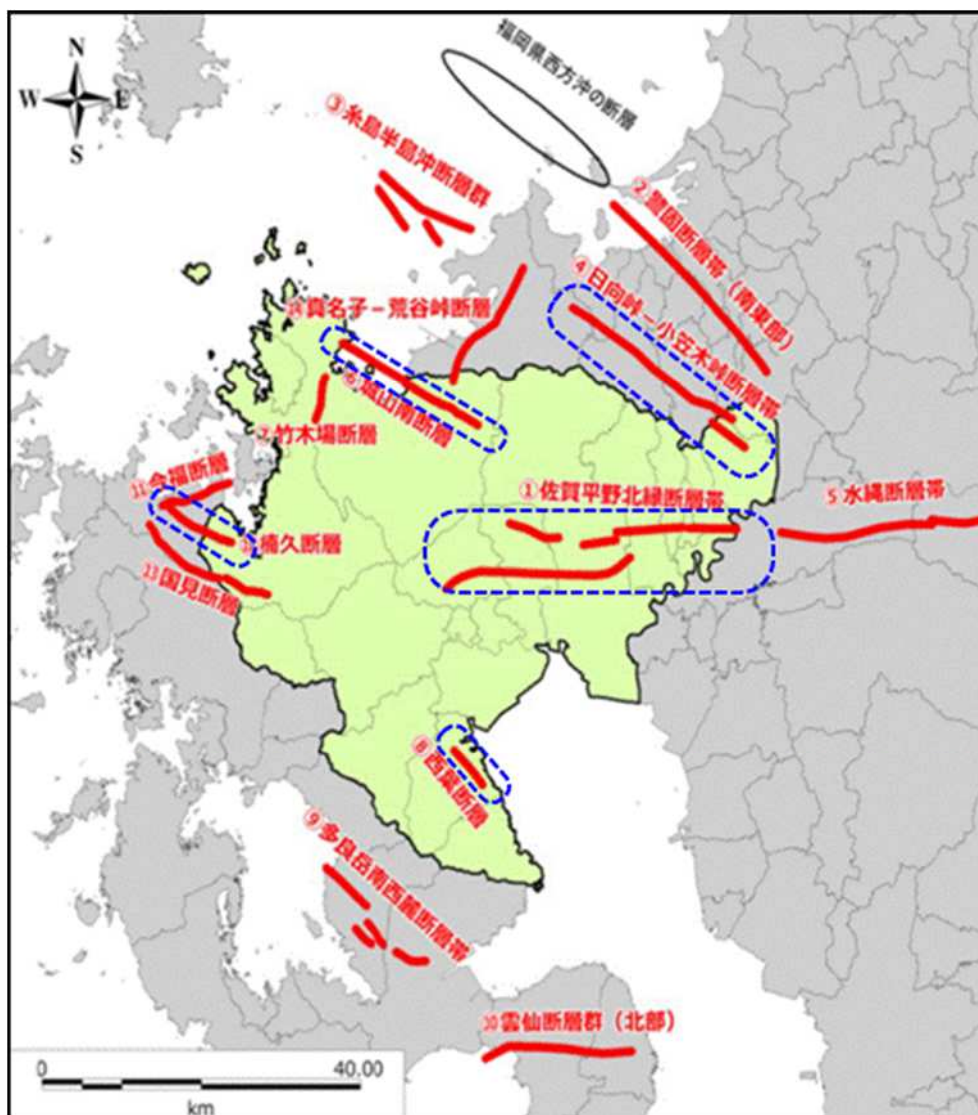 N
W E
S
福岡県西方沖の断層
③糸島半島沖断層群
②警固断層帯（南東部）
④日向峠－小笠木峠断層帯
⑭真名子－荒谷峠断層
⑥城山南断層
⑦竹木場断層
⑪今福断層
⑫楠久断層
⑬国見断層
①佐賀平野北縁断層帯
⑤水縄断層帯
⑧西葉断層
⑨多良岳南西麓断層帯
⑩雲仙断層群（北部）
0 40.00
km